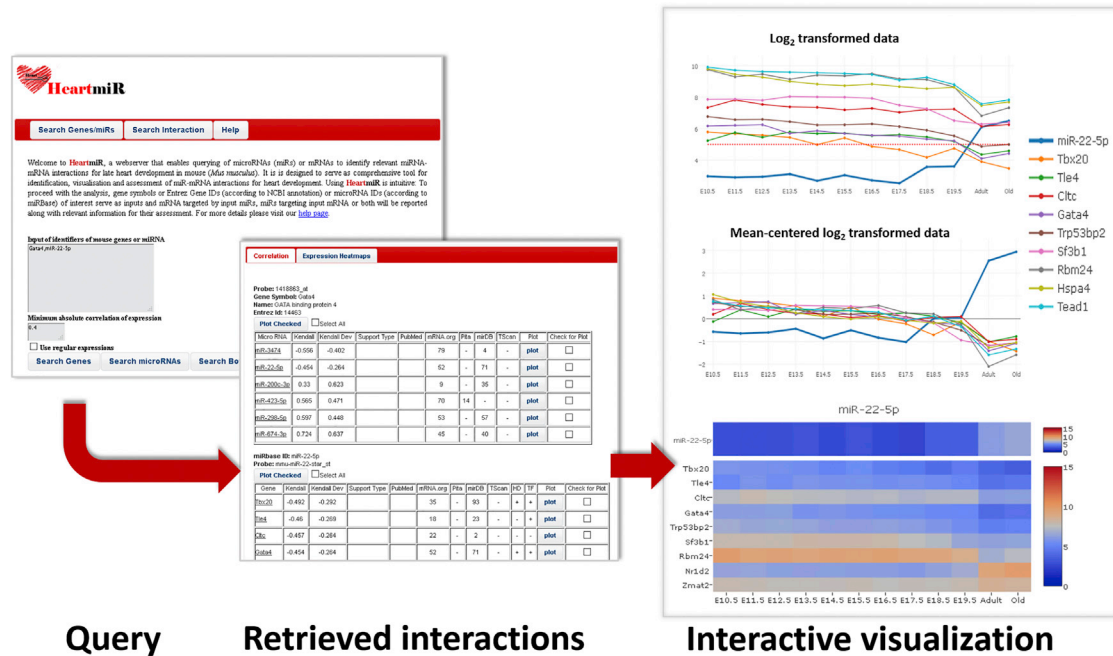 HeartmiR
Search Genes/miRs Search Interaction Help
Welcome to HeartmiR, a webserver that enables querying of microRNAs (miRs) or mRNAs to identify relevant miRNA-
mRNA interactions for late heart development in mouse (Mus musculus). It is is designed to serve as comprehensive tool for
identification, visualisation and assessment of miR-mRNA interactions for heart development. Using HeartmiR is intuitive: To
proceed with the analysis, gene symbols or Entrez Gene IDs (according to NCBI annotation) or microRNA IDs (according to
miRBase) of interest serve as inputs and mRNA targeted by input miRs, miRs targeting input mRNA or both will be reported
along with relevant information for their assessment. For more details please visit our help page.
Input of identifiers of mouse genes or miRNA
Gata4,miR-22-5p
Minimum absolute correlation of expression
0.4
Use regular expressions
Search Genes Search microRNAs Search Bo
Correlation Expression Heatmaps
Probe: 1418863_at
Gene Symbol: Gata4
Name: GATA binding protein 4
Entrez Id: 14463
Plot Checked Select All
Micro RNA Kendall Kendall Dev Support Type PubMed mRNA.org Pita mirDB TScan Plot Check for Plot
miR-3474 -0.556 -0.402 79 - 4 - plot
miR-22-5p -0.454 -0.264 52 - 71 - plot
miR-200c-3p 0.33 0.623 9 - 35 - plot
miR-423-5p 0.565 0.471 70 14 - - plot
miR-298-5p 0.597 0.448 53 - 57 - plot
miR-674-3p 0.724 0.637 45 - 40 - plot
miRbase ID: miR-22-5p
Probe: mmu-miR-22-star_st
Plot Checked Select All
Gene Kendall Kendall Dev Support Type PubMed mRNA.org Pita mirDB TScan HD TF Plot Check for Plot
Tbx20 -0.492 -0.292 35 - 93 - + + plot
Tle4 -0.46 -0.269 18 - 23 - - + plot
Cltc -0.457 -0.284 22 - 2 - - - plot
Gata4 -0.454 -0.264 52 - 71 - + + plot
Log2 transformed data
10
8
6
4
E10.5 E11.5 E12.5 E13.5 E14.5 E15.5 E16.5 E17.5 E18.5 E19.5 Adult Old
Mean-centered log2 transformed data
3
2
1
0
−1
−2
E10.5 E11.5 E12.5 E13.5 E14.5 E15.5 E16.5 E17.5 E18.5 E19.5 Adult Old
miR-22-5p
Tbx20
Tle4
Cltc
Gata4
Trp53bp2
Sf3b1
Rbm24
Hspa4
Tead1
miR-22-5p
miR-22-5p
15
10
5
0
Tbx20
Tle4
Cltc
Gata4
Trp53bp2
Sf3b1
Rbm24
Nr1d2
Zmat2
15
10
5
0
E10.5 E11.5 E12.5 E13.5 E14.5 E15.5 E16.5 E17.5 E18.5 E19.5 Adult Old
Query Retrieved interactions Interactive visualization